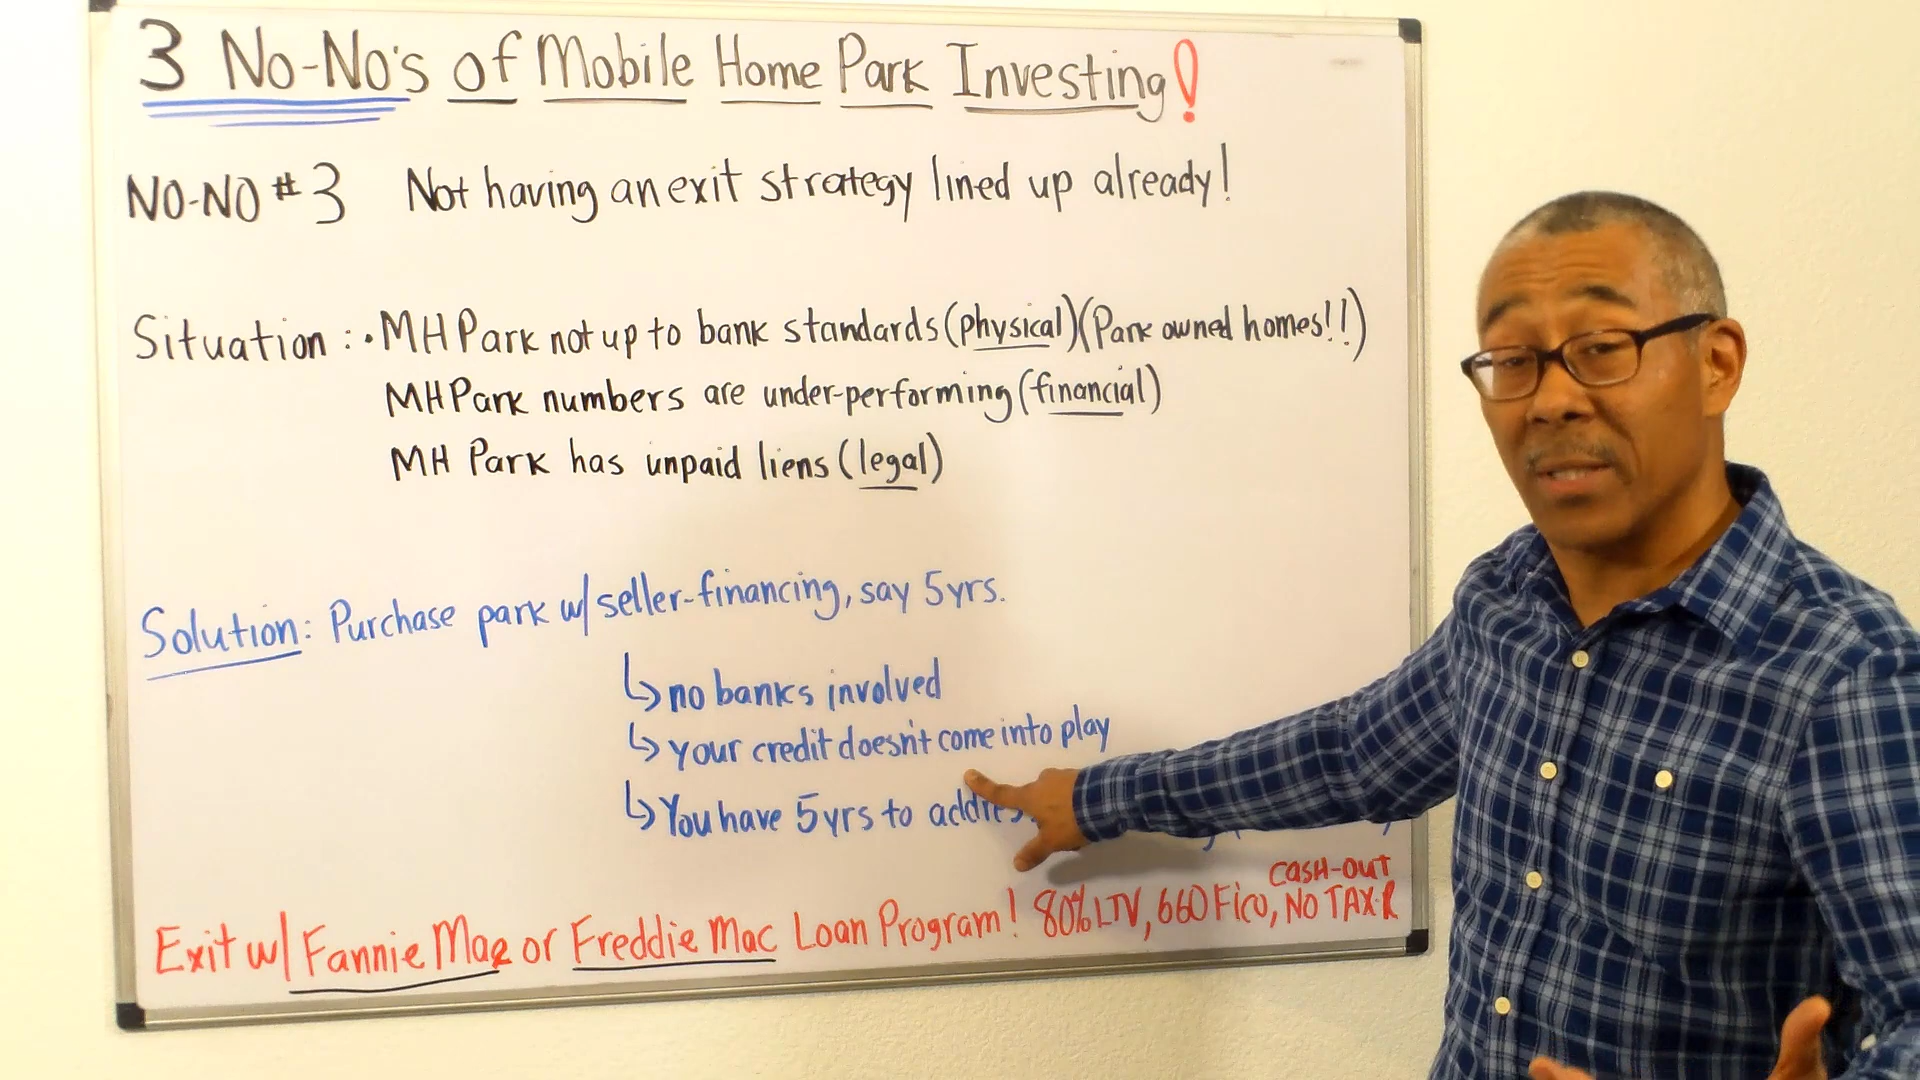 3 No-No's of Mobile Home Park Investing!
NO-NO #3 Not having an exit strategy lined up already!
Situation: • MH Park not up to bank standards (physical) (Park owned homes!!)
MH Park numbers are under-performing (financial)
MH Park has unpaid liens (legal)
Solution: Purchase park w/ seller-financing, say 5yrs.
↳ no banks involved
↳ your credit doesn't come into play
↳ You have 5yrs to address
CASH-OUT
Exit w/ Fannie Mae or Freddie Mac Loan Program! 80% LTV, 660 Fico, NO TAX-R